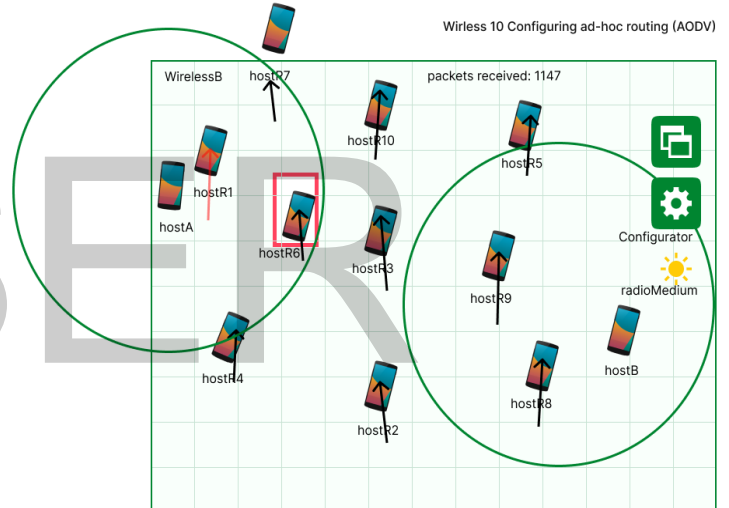 Wirless 10 Configuring ad-hoc routing (AODV)
WirelessB
hostR7
packets received: 1147
hostR10
hostR5
hostR1
hostA
Configurator
hostR6
hostR3
radioMedium
hostR9
hostR4
hostB
hostR8
hostR2
SER